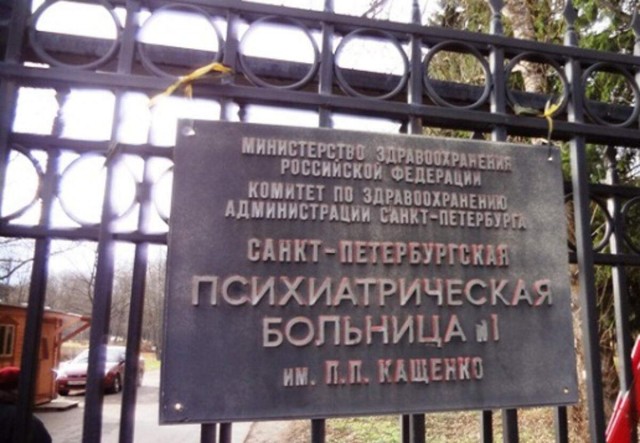 МИНИСТЕРСТВО ЗДРАВООХРАНЕНИЯ
РОССИЙСКОЙ ФЕДЕРАЦИИ
КОМИТЕТ ПО ЗДРАВООХРАНЕНИЮ
АДМИНИСТРАЦИИ САНКТ-ПЕТЕРБУРГА
САНКТ-ПЕТЕРБУРГСКАЯ
ПСИХИАТРИЧЕСКАЯ
БОЛЬНИЦА №1
ИМ. П.П. КАЩЕНКО